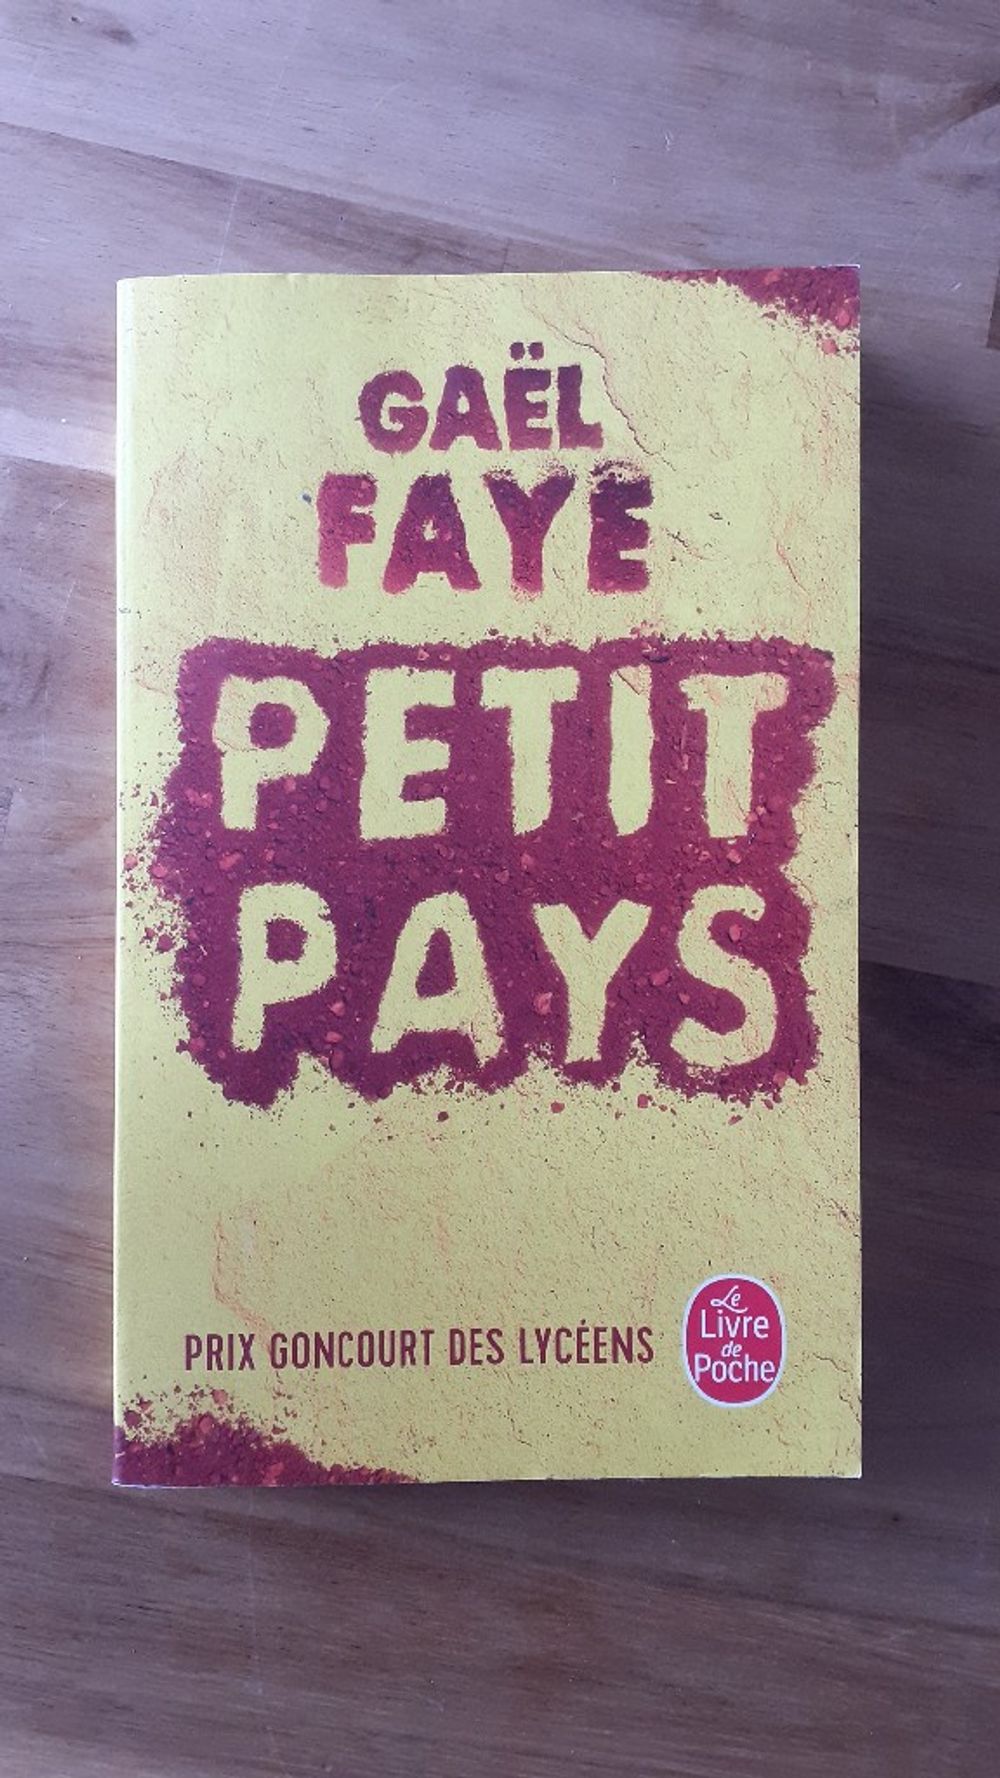 GAËL
FAYE
PETIT
PAYS
PRIX GONCOURT DES LYCÉENS
Le
Livre
de
Poche